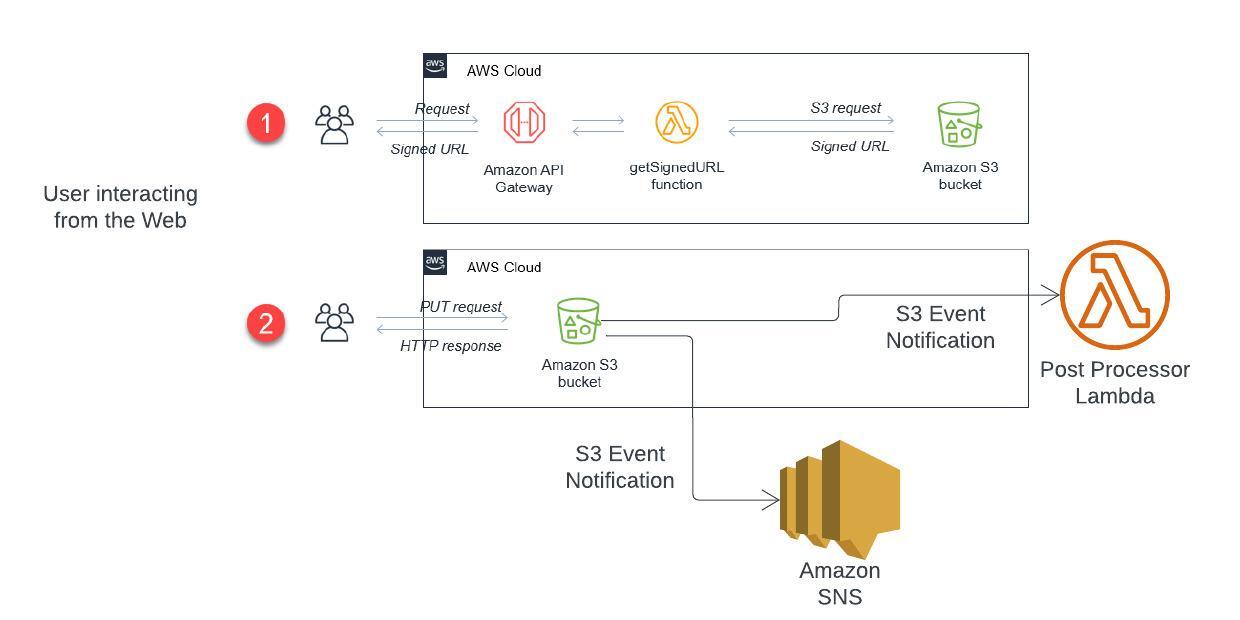 aws
AWS Cloud
1
Request
Signed URL
Amazon API
Gateway
getSignedURL
function
S3 request
Signed URL
Amazon S3
bucket
User interacting
from the Web
aws
AWS Cloud
2
PUT request
HTTP response
Amazon S3
bucket
S3 Event
Notification
Post Processor
Lambda
S3 Event
Notification
Amazon
SNS